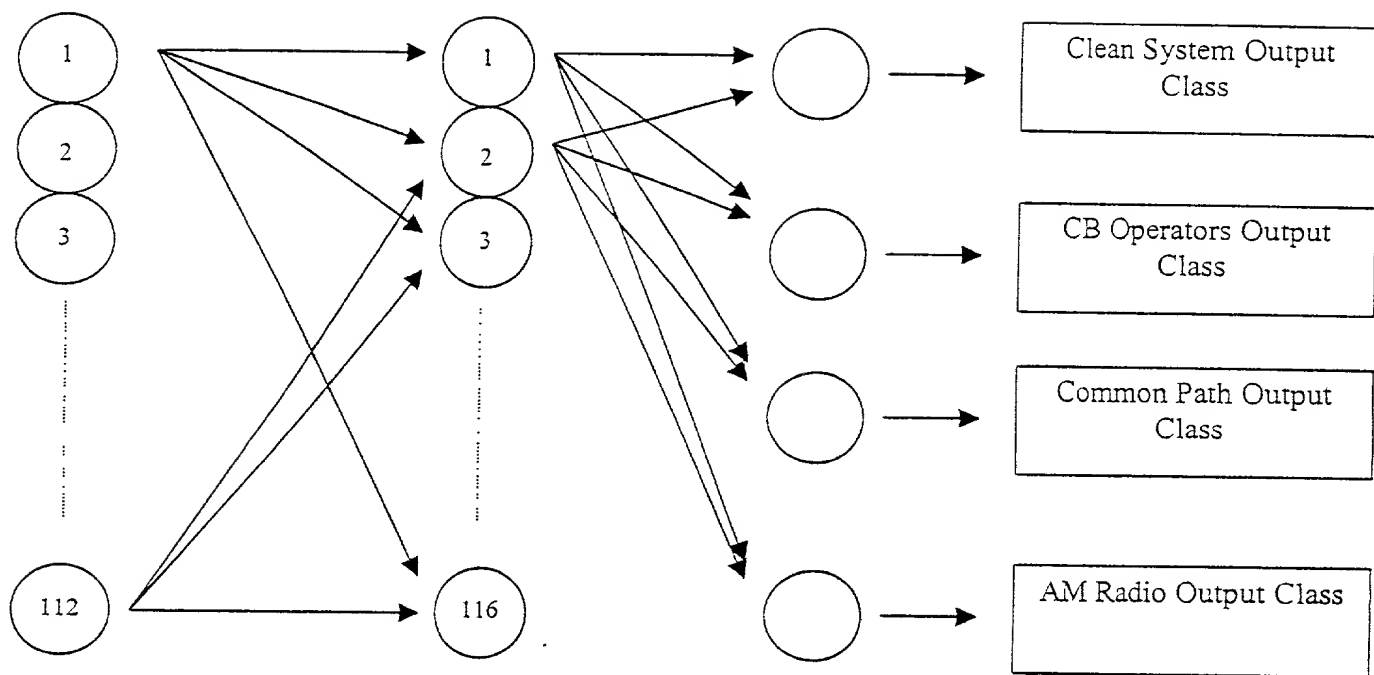 1
2
3
112
1
2
3
116
Clean System Output
Class
CB Operators Output
Class
Common Path Output
Class
AM Radio Output Class